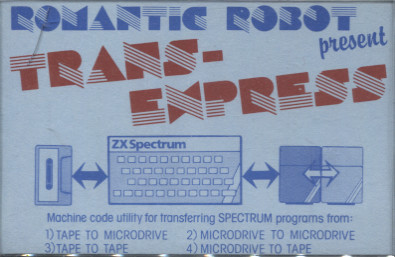 ROMANTIC ROBOT
present
TRANS-
EXPRESS
ZX Spectrum
Machine code utility for transferring SPECTRUM programs from:
1) TAPE TO MICRODRIVE 2) MICRODRIVE TO MICRODRIVE
3) TAPE TO TAPE 4) MICRODRIVE TO TAPE